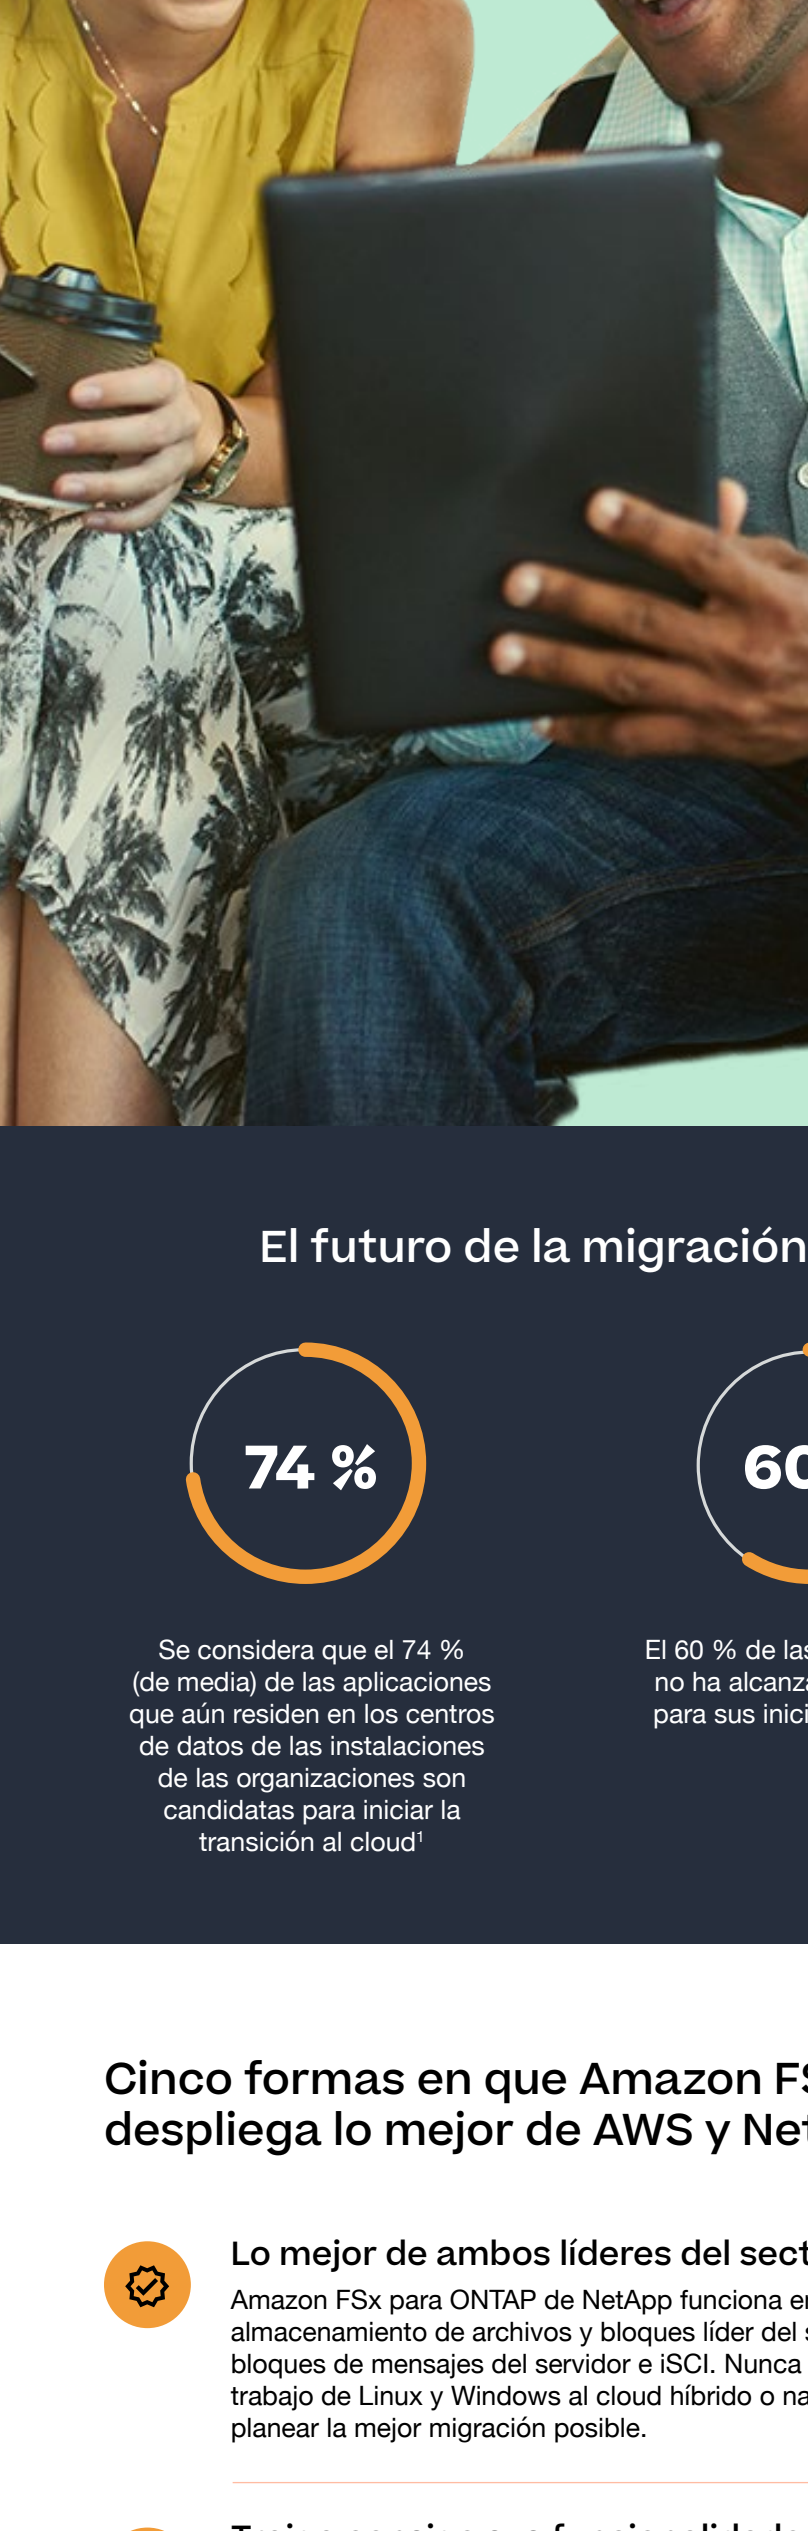 El futuro de la migración
74 %
60
Se considera que el 74 %
(de media) de las aplicaciones
que aún residen en los centros
de datos de las instalaciones
de las organizaciones son
candidatas para iniciar la
transición al cloud¹
El 60 % de las
no ha alcanza
para sus inici
Cinco formas en que Amazon FS
despliega lo mejor de AWS y Net
Lo mejor de ambos líderes del sect
Amazon FSx para ONTAP de NetApp funciona en
almacenamiento de archivos y bloques líder del s
bloques de mensajes del servidor e iSCI. Nunca
trabajo de Linux y Windows al cloud híbrido o na
planear la mejor migración posible.